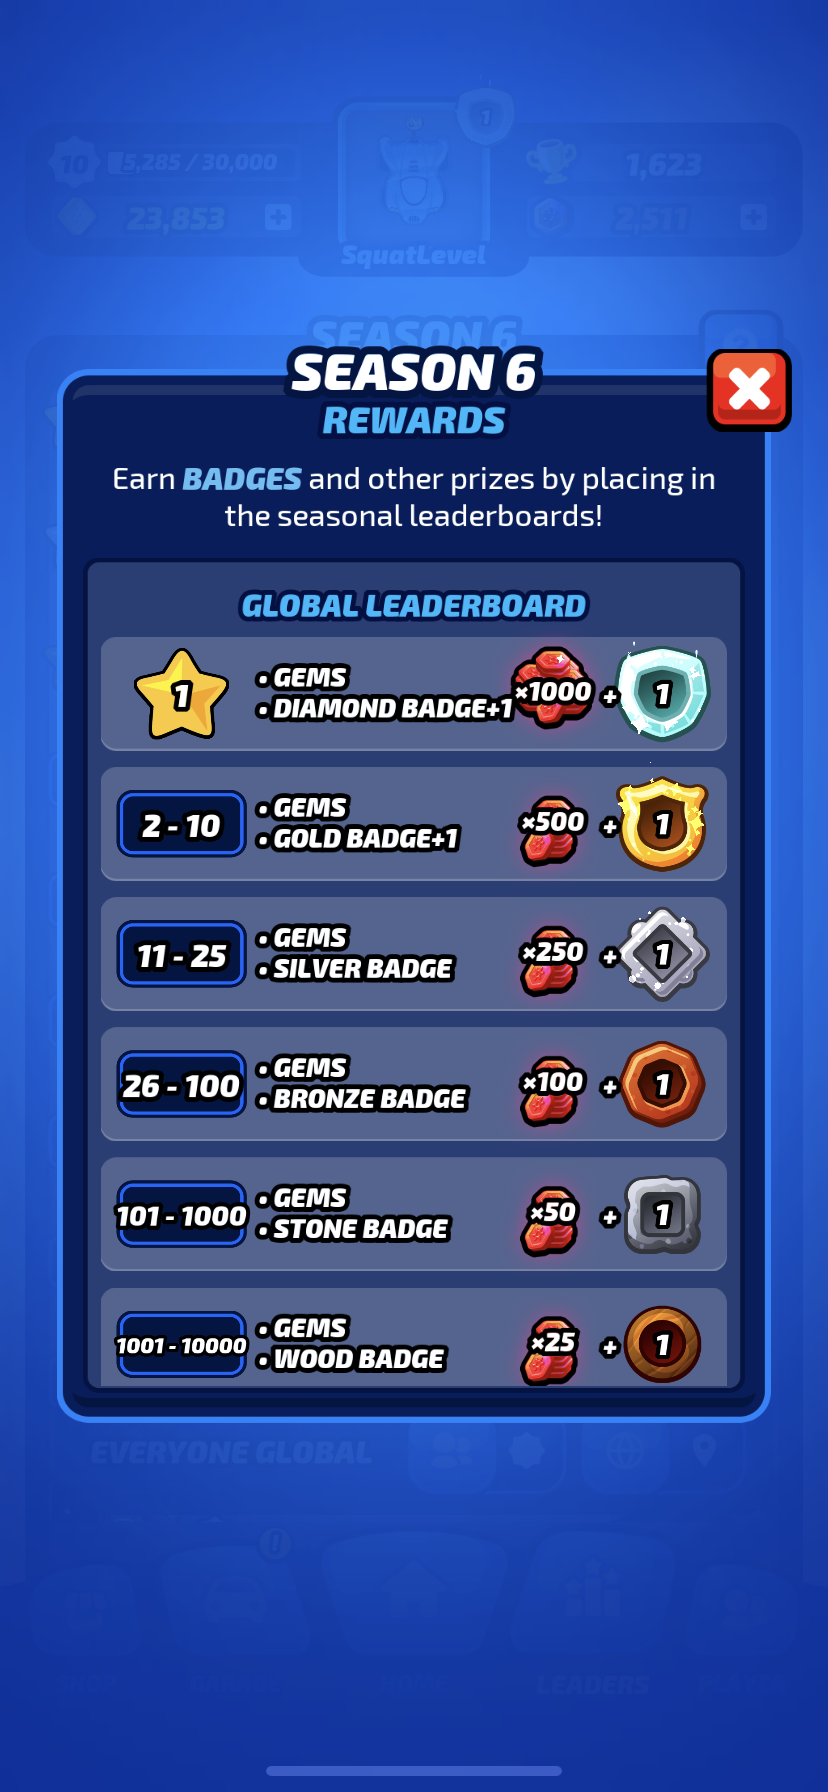 10
5,285 / 30,000
1
1,623
23,853
2,511
SquatLevel
SEASON 6
SEASON 6
REWARDS
Earn BADGES and other prizes by placing in
the seasonal leaderboards!
GLOBAL LEADERBOARD
1
• GEMS
• DIAMOND BADGE+1
×1000
+
1
2 - 10
• GEMS
• GOLD BADGE+1
×500
+
1
11 - 25
• GEMS
• SILVER BADGE
×250
+
1
26 - 100
• GEMS
• BRONZE BADGE
×100
+
1
101 - 1000
• GEMS
• STONE BADGE
×50
+
1
1001 - 10000
• GEMS
• WOOD BADGE
×25
+
1
EVERYONE GLOBAL
LEADERS